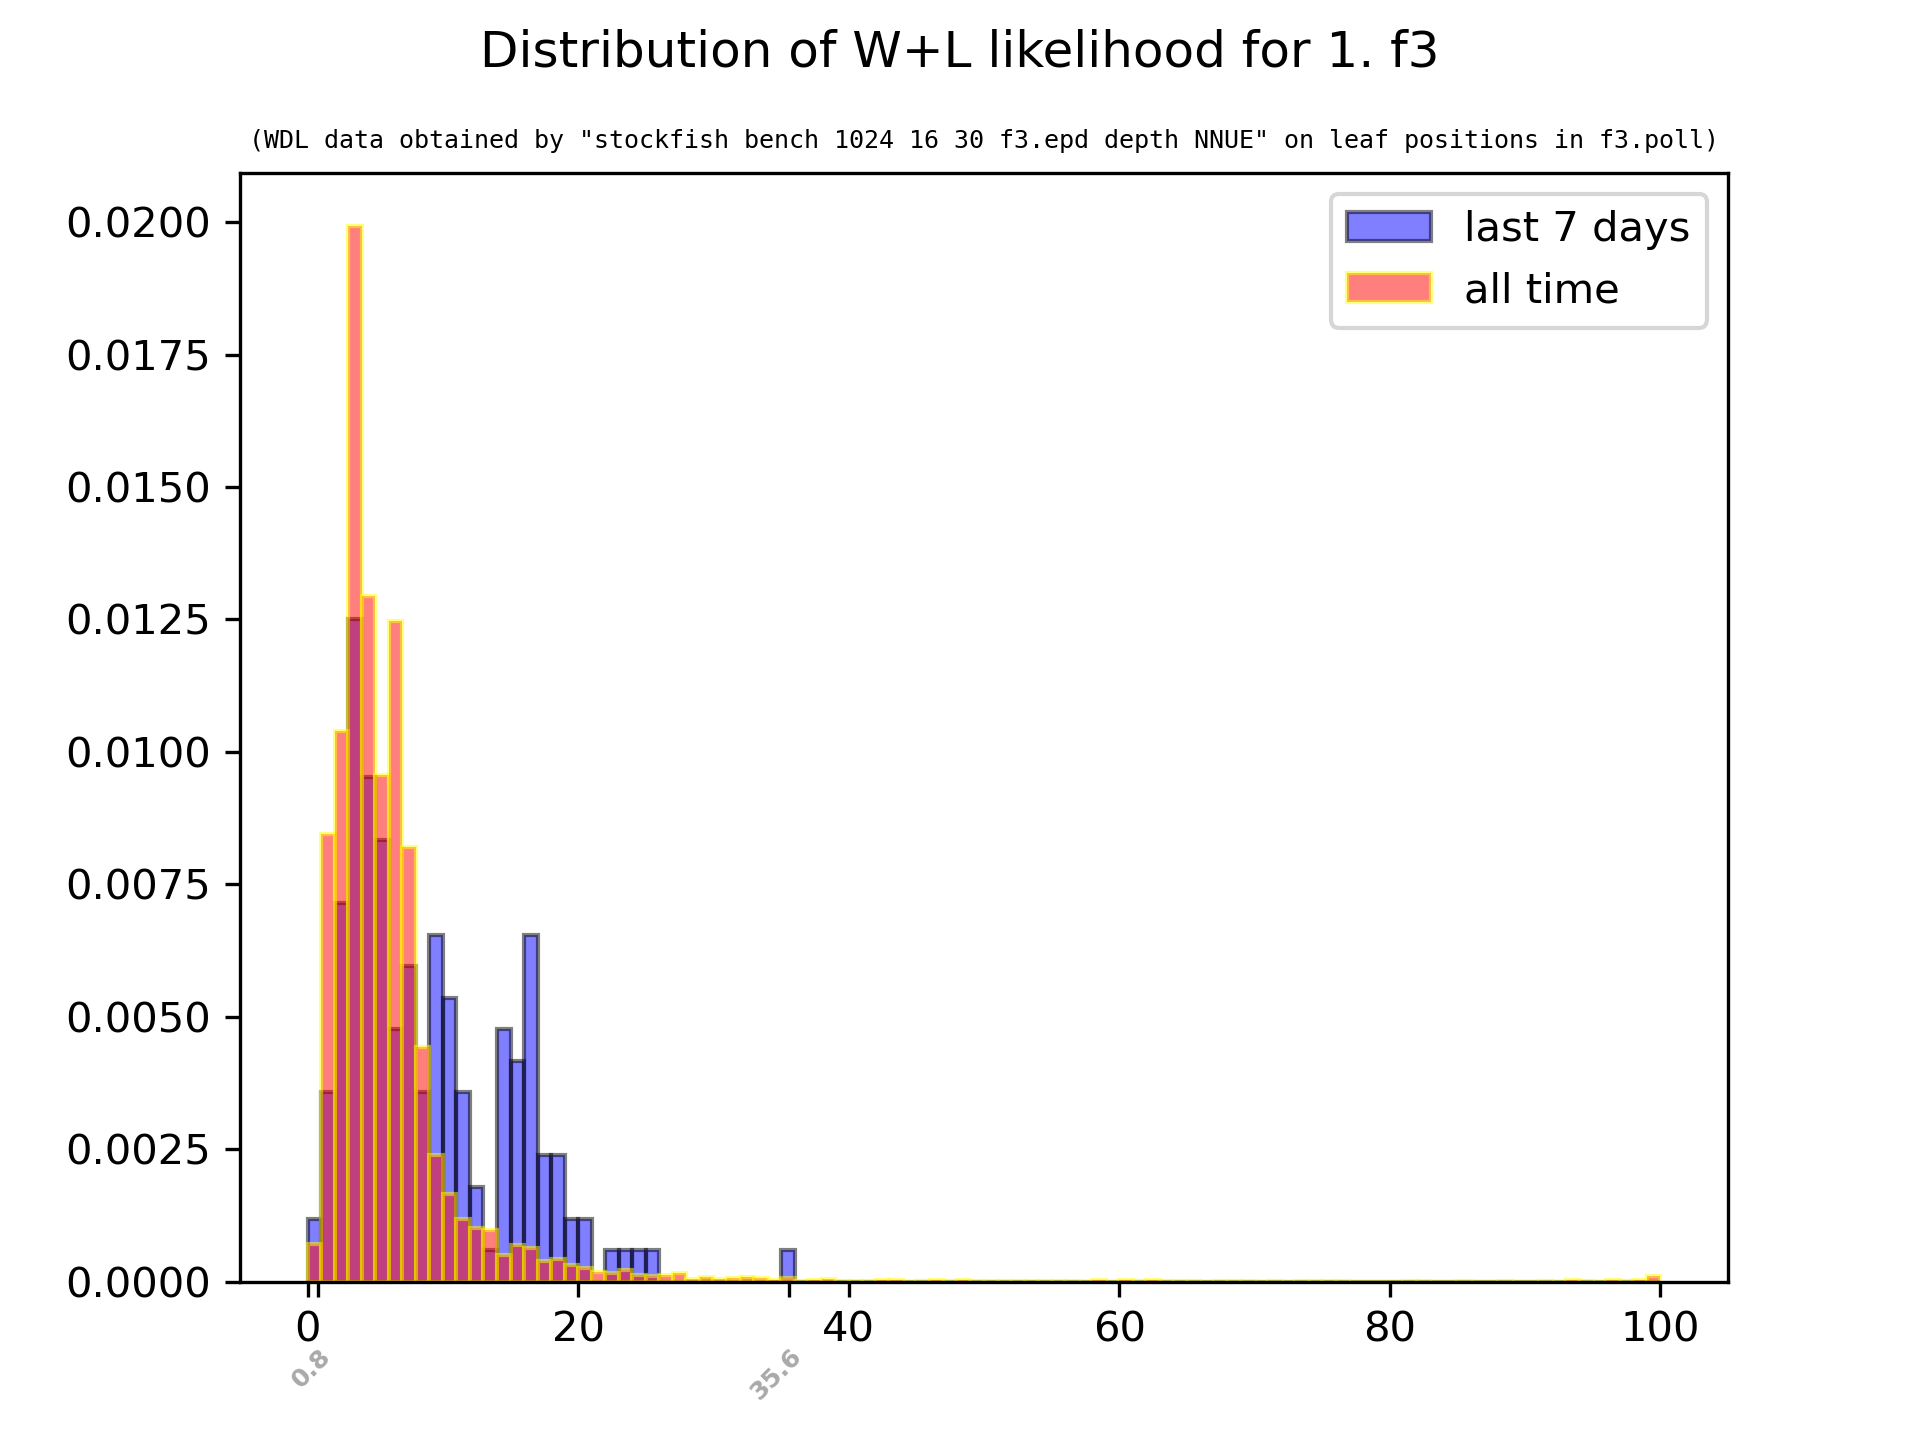 Distribution of W+L likelihood for 1. f3
(WDL data obtained by "stockfish bench 1024 16 30 f3.epd depth NNUE" on leaf positions in f3.poll)
last 7 days
all time
0.0200
0.0175
0.0150
0.0125
0.0100
0.0075
0.0050
0.0025
0.0000
0 20 40 60 80 100
0.8 35.6